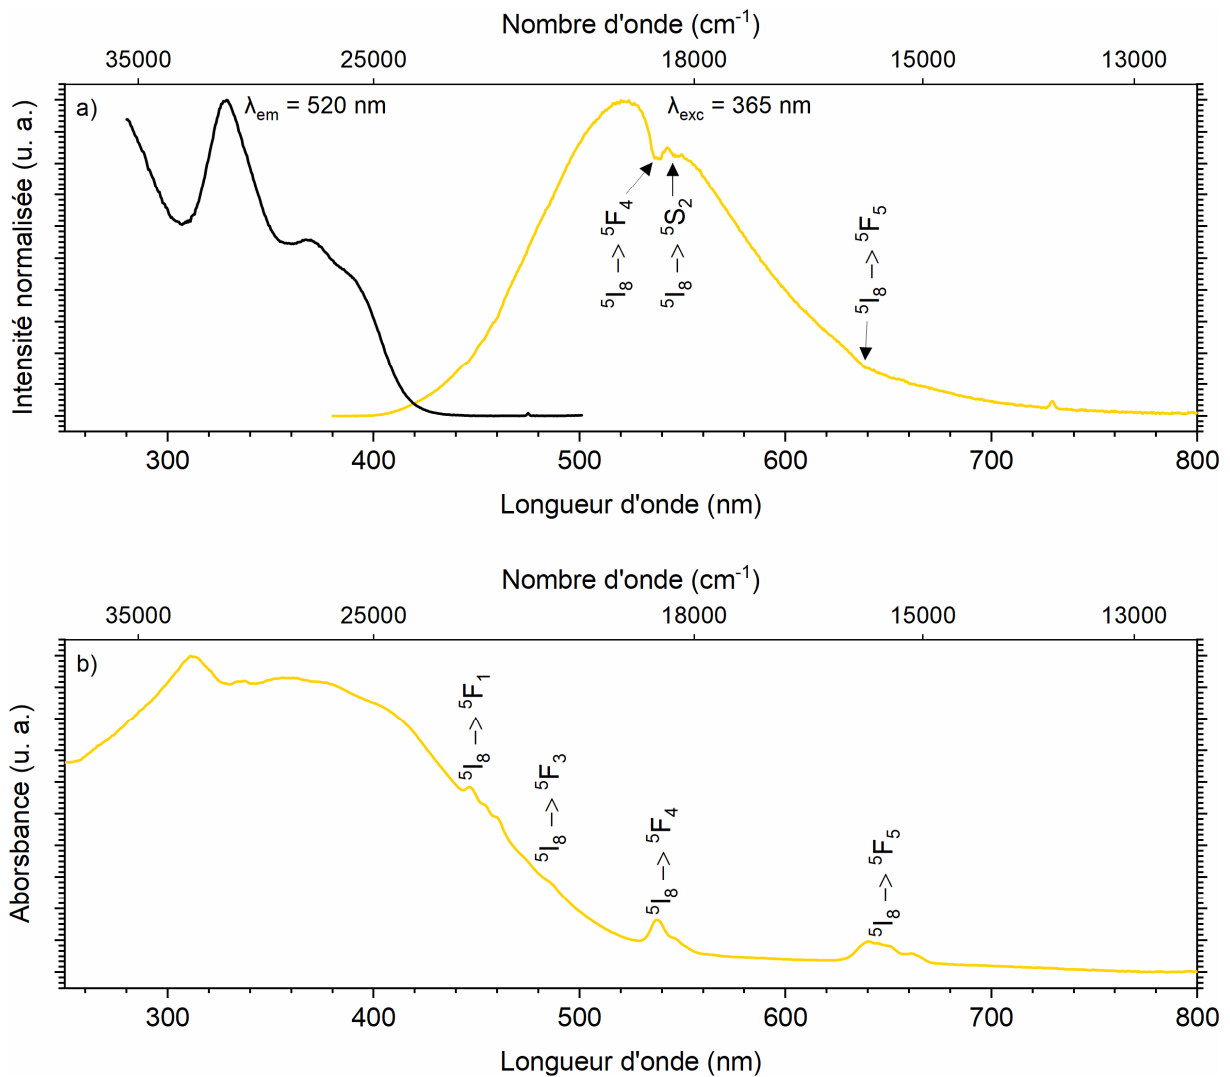 Nombre d'onde (cm⁻¹)
35000 25000 18000 15000 13000
a)
λem = 520 nm
λexc = 365 nm
Intensité normalisée (u. a.)
⁵I₈ —> ⁵F₄
⁵I₈ —> ⁵S₂
⁵I₈ —> ⁵F₅
300 400 500 600 700 800
Longueur d'onde (nm)
Nombre d'onde (cm⁻¹)
35000 25000 18000 15000 13000
b)
Aborsbance (u. a.)
⁵I₈ —> ⁵F₁
⁵I₈ —> ⁵F₃
⁵I₈ —> ⁵F₄
⁵I₈ —> ⁵F₅
300 400 500 600 700 800
Longueur d'onde (nm)